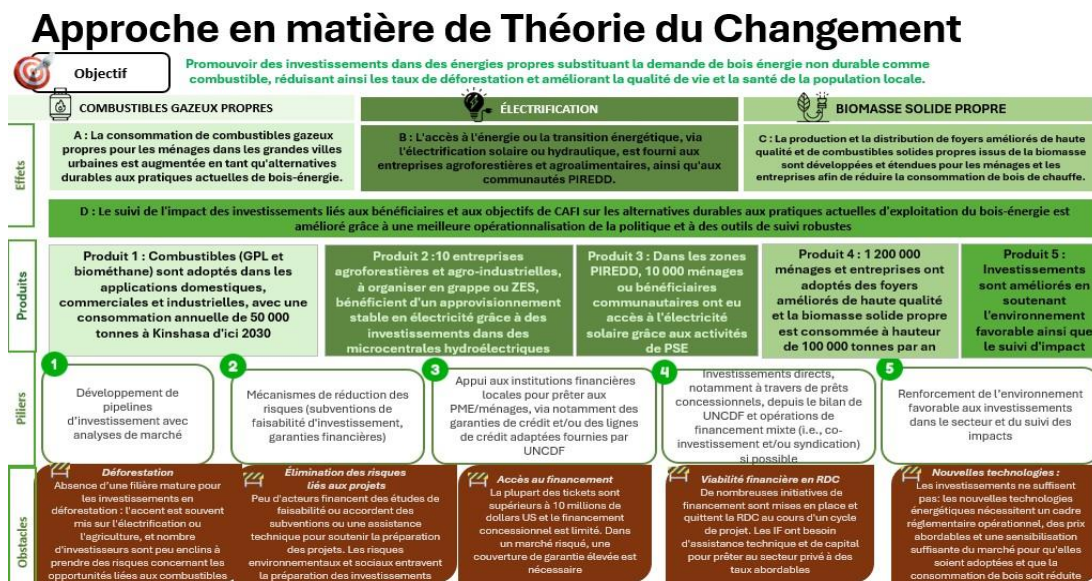 Approche en matière de Théorie du Changement
Objectif
Promouvoir des investissements dans des énergies propres substituant la demande de bois énergie non durable comme
combustible, réduisant ainsi les taux de déforestation et améliorant la qualité de vie et la santé de la population locale.
COMBUSTIBLES GAZEUX PROPRES
ÉLECTRIFICATION
BIOMASSE SOLIDE PROPRE
Effets
A : La consommation de combustibles gazeux
propres pour les ménages dans les grandes villes
urbaines est augmentée en tant qu'alternatives
durables aux pratiques actuelles de bois-énergie.
B : L'accès à l'énergie ou la transition énergétique, via
l'électrification solaire ou hydraulique, est fourni aux
entreprises agroforestières et agroalimentaires, ainsi qu'aux
communautés PIREDD.
C : La production et la distribution de foyers améliorés de haute
qualité et de combustibles solides propres issus de la biomasse
sont développées et étendues pour les ménages et les
entreprises afin de réduire la consommation de bois de chauffe.
D : Le suivi de l'impact des investissements liés aux bénéficiaires et aux objectifs de CAFI sur les alternatives durables aux pratiques actuelles d'exploitation du bois-énergie est
amélioré grâce à une meilleure opérationnalisation de la politique et à des outils de suivi robustes
Produits
Produit 1 : Combustibles (GPL et
biométhane) sont adoptés dans les
applications domestiques,
commerciales et industrielles, avec une
consommation annuelle de 50 000
tonnes à Kinshasa d'ici 2030
Produit 2 :10 entreprises
agroforestières et agro-industrielles,
à organiser en grappe ou ZES,
bénéficient d'un approvisionnement
stable en électricité grâce à des
investissements dans des
microcentrales hydroélectriques
Produit 3 : Dans les zones
PIREDD, 10 000 ménages
ou bénéficiaires
communautaires ont eu
accès à l'électricité
solaire grâce aux activités
de PSE
Produit 4 : 1 200 000
ménages et entreprises ont
adoptés des foyers
améliorés de haute qualité
et la biomasse solide propre
est consommée à hauteur
de 100 000 tonnes par an
Produit 5 :
Investissements
sont améliorés en
soutenant
l'environnement
favorable ainsi que
le suivi d'impact
Piliers
1
Développement de
pipelines
d'investissement avec
analyses de marché
2
Mécanismes de réduction des
risques (subventions de
faisabilité d'investissement,
garanties financières)
3
Appui aux institutions financières
locales pour prêter aux
PME/ménages, via notamment des
garanties de crédit et/ou des lignes
de crédit adaptées fournies par
UNCDF
4
Investissements directs,
notamment à travers de prêts
concessionnels, depuis le bilan de
UNCDF et opérations de
financement mixte (i.e., co-
investissement et/ou syndication)
si possible
5
Renforcement de l'environnement
favorable aux investissements
dans le secteur et du suivi des
impacts
Obstacles
Déforestation
Absence d'une filière mature pour
les investissements en
déforestation : l'accent est souvent
mis sur l'électrification ou
l'agriculture, et nombre
d'investisseurs sont peu enclins à
prendre des risques concernant les
opportunités liées aux combustibles
Élimination des risques
liés aux projets
Peu d'acteurs financent des études de
faisabilité ou accordent des
subventions ou une assistance
technique pour soutenir la préparation
des projets. Les risques
environnementaux et sociaux entravent
la préparation des investissements
Accès au financement
La plupart des tickets sont
supérieurs à 10 millions de
dollars US et le financement
concessionnel est limité. Dans
un marché risqué, une
couverture de garantie élevée est
nécessaire
Viabilité financière en RDC
De nombreuses initiatives de
financement sont mises en place et
quittent la RDC au cours d'un cycle de
projet. Les IF ont besoin
d'assistance technique et de capital
pour prêter au secteur privé à des
taux abordables
Nouvelles technologies :
Les investissements ne suffisent
pas: les nouvelles technologies
énergétiques nécessitent un cadre
réglementaire opérationnel, des prix
abordables et une sensibilisation
suffisante du marché pour qu'elles
soient adoptées et que la
consommation de bois soit réduite